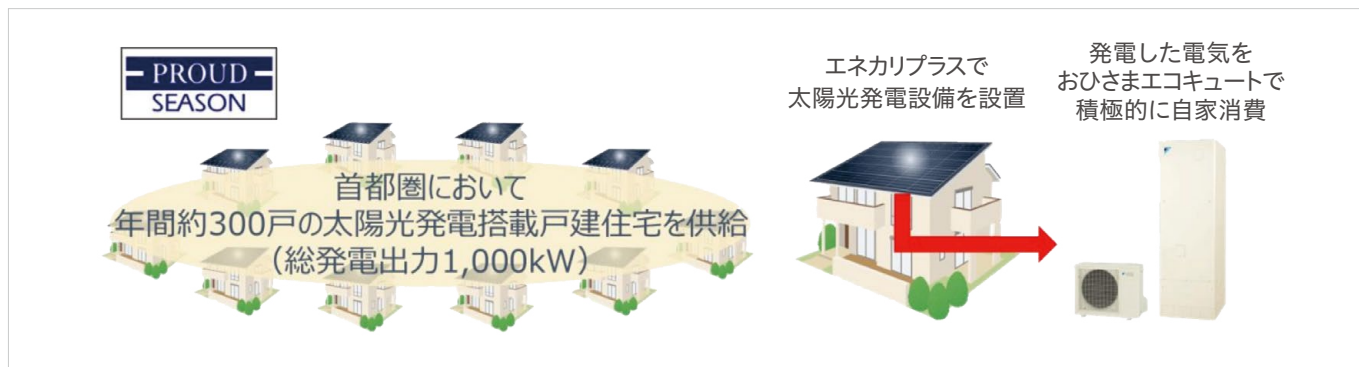 PROUD
SEASON
首都圏において
年間約300戸の太陽光発電搭載戸建住宅を供給
（総発電出力1,000kW）
エネカリプラスで
太陽光発電設備を設置
発電した電気を
おひさまエコキュートで
積極的に自家消費